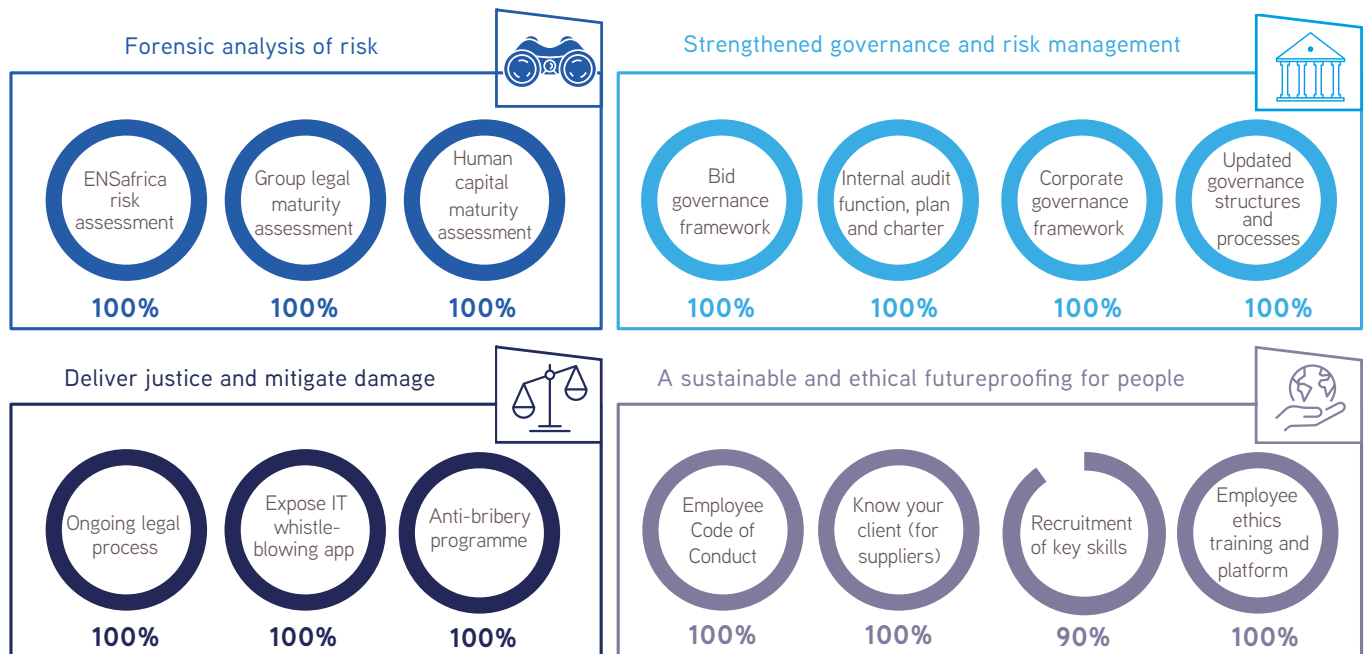 Forensic analysis of risk
ENSafrica
risk
assessment
100%
Group legal
maturity
assessment
100%
Human
capital
maturity
assessment
100%
Strengthened governance and risk management
Bid
governance
framework
100%
Internal audit
function, plan
and charter
100%
Corporate
governance
framework
100%
Updated
governance
structures
and
processes
100%
Deliver justice and mitigate damage
Ongoing legal
process
100%
Expose IT
whistle-
blowing app
100%
Anti-bribery
programme
100%
A sustainable and ethical futureproofing for people
Employee
Code of
Conduct
100%
Know your
client (for
suppliers)
100%
Recruitment
of key skills
90%
Employee
ethics
training and
platform
100%